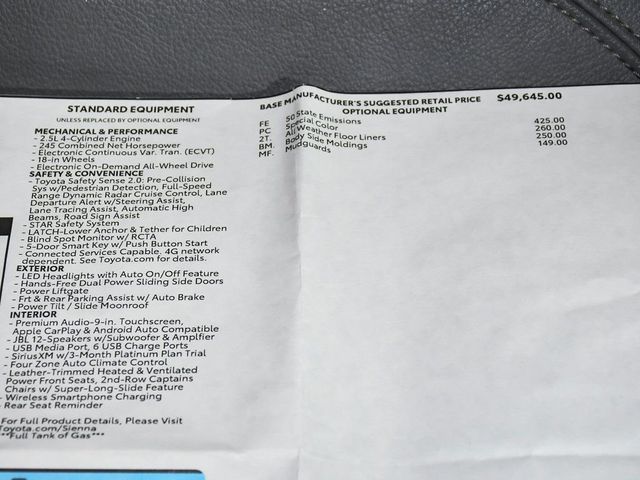 STANDARD EQUIPMENT
UNLESS REPLACED BY OPTIONAL EQUIPMENT
MECHANICAL & PERFORMANCE
- 2.5L 4-Cylinder Engine
- 245 Combined Net Horsepower
- Electronic Continuous Var. Tran. (ECVT)
- 18-in Wheels
- Electronic On-Demand All-Wheel Drive
SAFETY & CONVENIENCE
- Toyota Safety Sense 2.0: Pre-Collision
Sys w/Pedestrian Detection, Full-Speed
Range Dynamic Radar Cruise Control, Lane
Departure Alert w/Steering Assist,
Lane Tracing Assist, Automatic High
Beams, Road Sign Assist
- STAR Safety System
- LATCH-Lower Anchor & Tether for Children
- Blind Spot Monitor w/ RCTA
- 5-Door Smart Key w/ Push Button Start
- Connected Services Capable. 4G network
dependent. See Toyota.com for details.
EXTERIOR
- LED Headlights with Auto On/Off Feature
- Hands-Free Dual Power Sliding Side Doors
- Power Liftgate
- Frt & Rear Parking Assist w/ Auto Brake
- Power Tilt / Slide Moonroof
INTERIOR
- Premium Audio-9-in. Touchscreen,
Apple CarPlay & Android Auto Compatible
- JBL 12-Speakers w/Subwoofer & Amplfier
- USB Media Port, 6 USB Charge Ports
- SiriusXM w/3-Month Platinum Plan Trial
- Four Zone Auto Climate Control
- Leather-Trimmed Heated & Ventilated
Power Front Seats, 2nd-Row Captains
Chairs w/ Super-Long-Slide Feature
- Wireless Smartphone Charging
- Rear Seat Reminder
For Full Product Details, Please Visit
Toyota.com/Sienna
***Full Tank of Gas***
BASE MANUFACTURER'S SUGGESTED RETAIL PRICE $49,645.00
OPTIONAL EQUIPMENT
FE 50 State Emissions
PC Special Color 425.00
2T. All Weather Floor Liners 260.00
BM. Body Side Moldings 250.00
MF. Mudguards 149.00